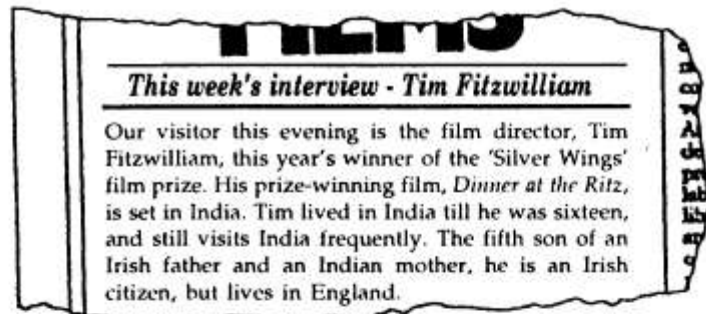 FILMS
This week's interview - Tim Fitzwilliam
Our visitor this evening is the film director, Tim
Fitzwilliam, this year's winner of the 'Silver Wings'
film prize. His prize-winning film, Dinner at the Ritz,
is set in India. Tim lived in India till he was sixteen,
and still visits India frequently. The fifth son of an
Irish father and an Indian mother, he is an Irish
citizen, but lives in England.